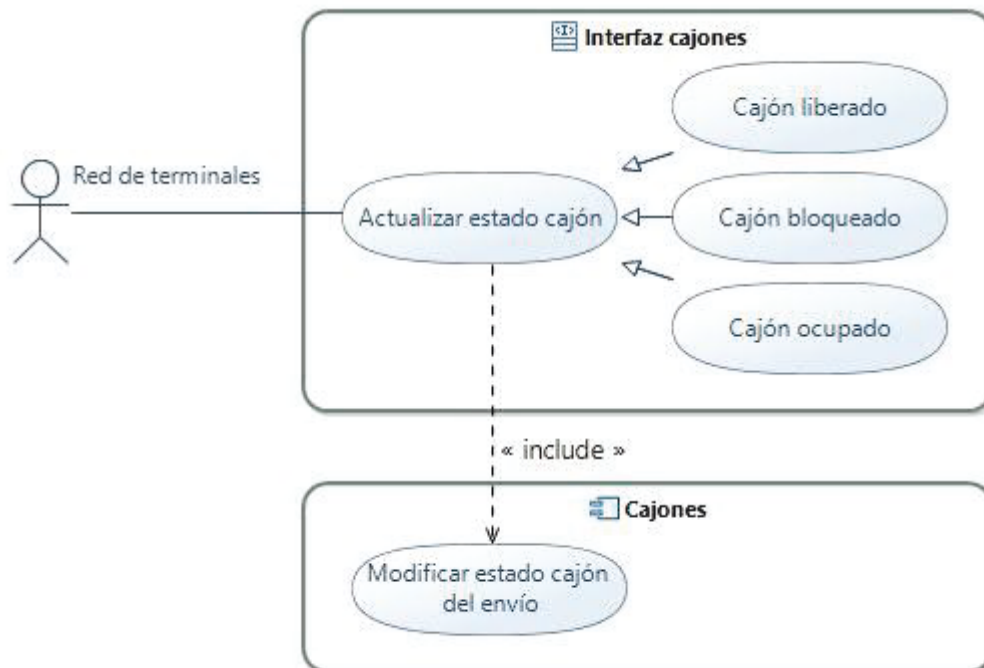 Interfaz cajones
Cajón liberado
Red de terminales
Actualizar estado cajón
Cajón bloqueado
Cajón ocupado
« include »
Cajones
Modificar estado cajón
del envío